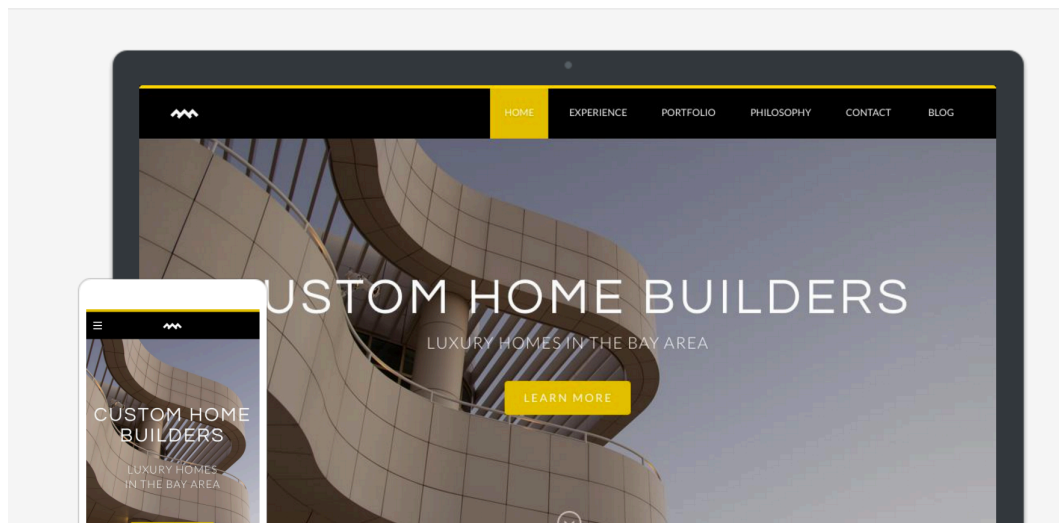 HOME EXPERIENCE PORTFOLIO PHILOSOPHY CONTACT BLOG
USTOM HOME BUILDERS
LUXURY HOMES IN THE BAY AREA
LEARN MORE
CUSTOM HOME
BUILDERS
LUXURY HOMES
IN THE BAY AREA